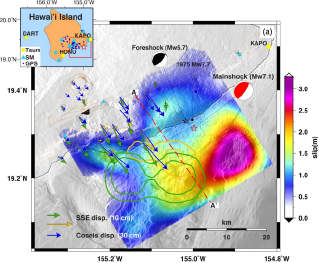 156.0°W 155.0°W
Hawai'i Island
(a)
DART
KAPO
20.0°N
Tsun
SM
GPS
HONU
19.0°N
Foreshock (Mw5.7)
1975 Mw7.7
KAPO
Mainshock (Mw7.1)
19.4°N
A
19.2°N
A'
SSE disp. (10 cm)
Coseis disp. (30 cm)
km
0 10 20
155.2°W 155.0°W 154.8°W
3.0
2.5
2.0
1.5
1.0
0.5
0.0
slip(m)